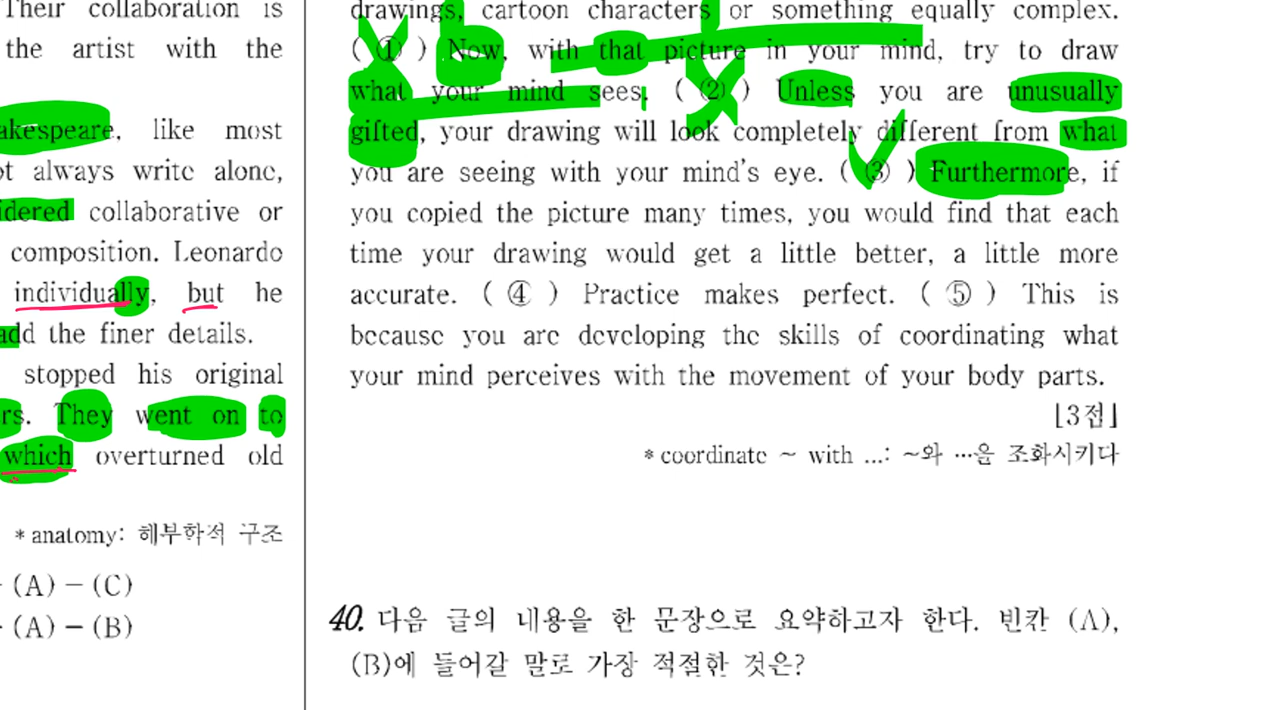 Their collaboration is
the artist with the
akespeare, like most
ot always write alone,
idered collaborative or
composition. Leonardo
individually, but he
add the finer details.
stopped his original
rs. They went on to
which overturned old
* anatomy: 해부학적 구조
- (A) - (C)
- (A) - (B)
drawings, cartoon characters or something equally complex.
( ① ) Now, with that picture in your mind, try to draw
what your mind sees. ( ② ) Unless you are unusually
gifted, your drawing will look completely different from what
you are seeing with your mind's eye. ( ③ ) Furthermore, if
you copied the picture many times, you would find that each
time your drawing would get a little better, a little more
accurate. ( ④ ) Practice makes perfect. ( ⑤ ) This is
because you are developing the skills of coordinating what
your mind perceives with the movement of your body parts.
[3점]
* coordinate ~ with …: ~와 …을 조화시키다
40. 다음 글의 내용을 한 문장으로 요약하고자 한다. 빈칸 (A),
(B)에 들어갈 말로 가장 적절한 것은?